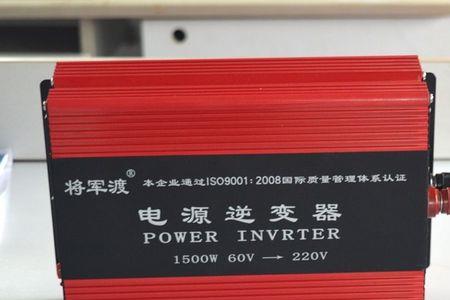 将军渡® 本企业通过ISO9001:2008国际质量管理体系认证
电源逆变器
POWER INVRTER
1500W 60V → 220V